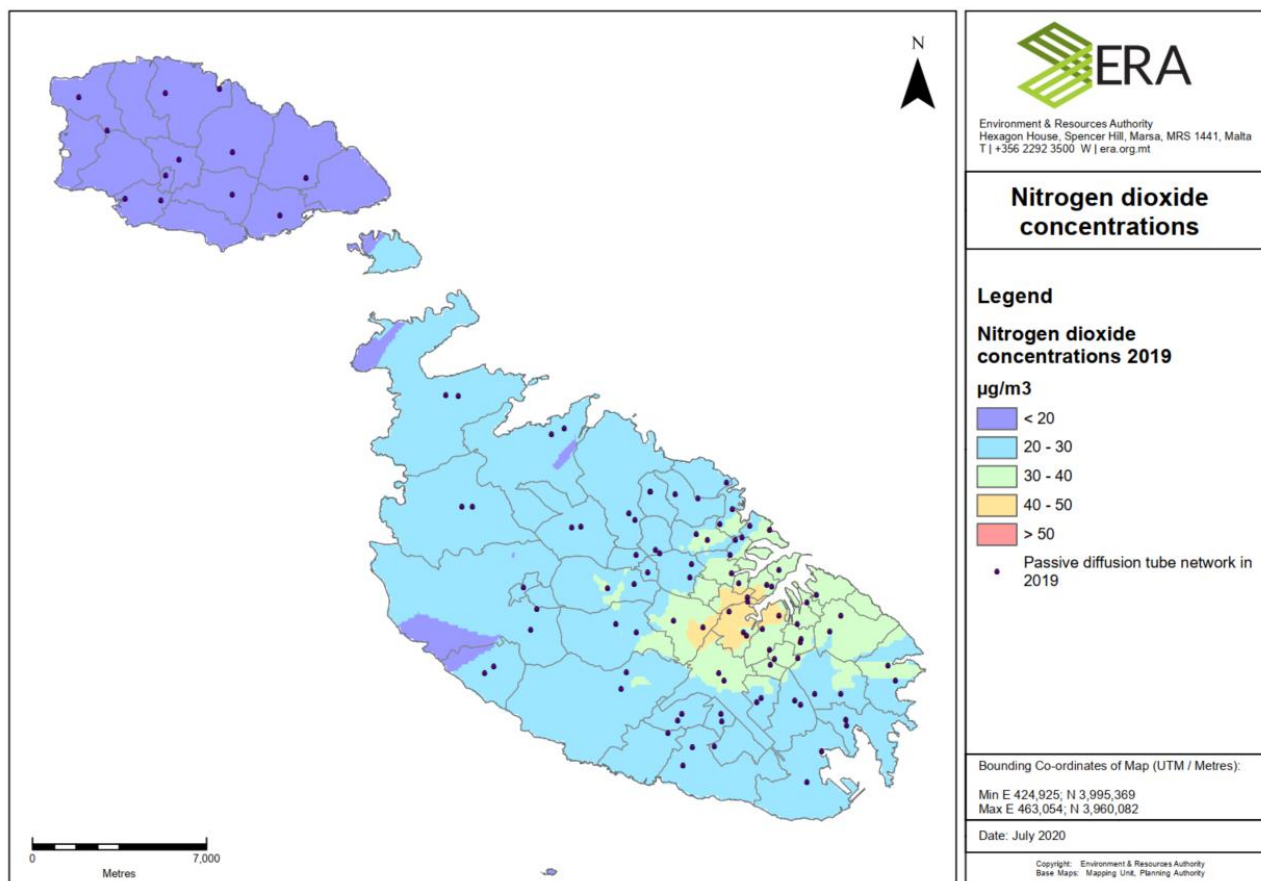 N
0
7,000
Metres
ERA
Environment & Resources Authority
Hexagon House, Spencer Hill, Marsa, MRS 1441, Malta
T | +356 2292 3500  W | era.org.mt
Nitrogen dioxide
concentrations
Legend
Nitrogen dioxide
concentrations 2019
µg/m3
< 20
20 - 30
30 - 40
40 - 50
> 50
Passive diffusion tube network in
2019
Bounding Co-ordinates of Map (UTM / Metres):
Min E 424,925; N 3,995,369
Max E 463,054; N 3,960,082
Date: July 2020
Copyright: Environment & Resources Authority
Base Maps: Mapping Unit, Planning Authority